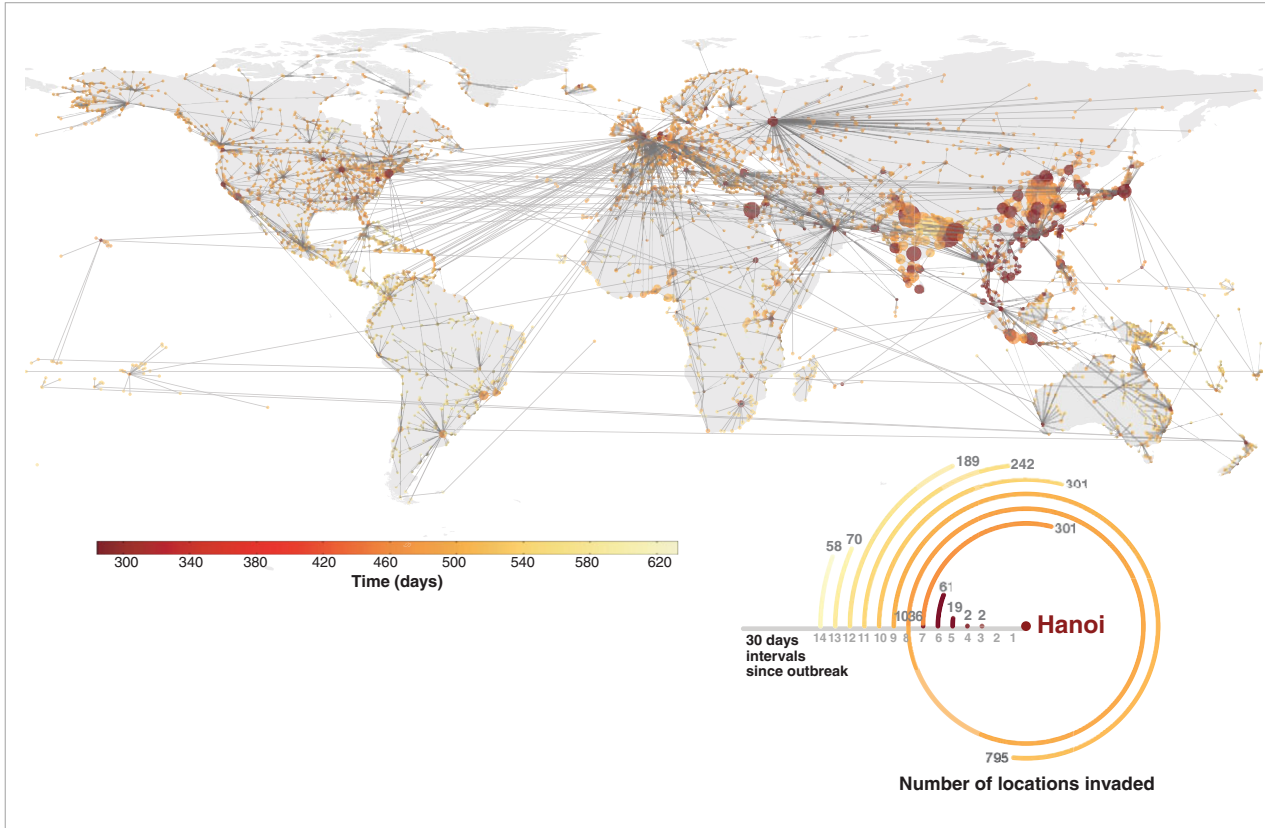 189
242
301
301
58
70
61
19
2
2
1036
Hanoi
14 13 12 11 10 9 8 7 6 5 4 3 2 1
30 days
intervals
since outbreak
795
Number of locations invaded
300 340 380 420 460 500 540 580 620
Time (days)